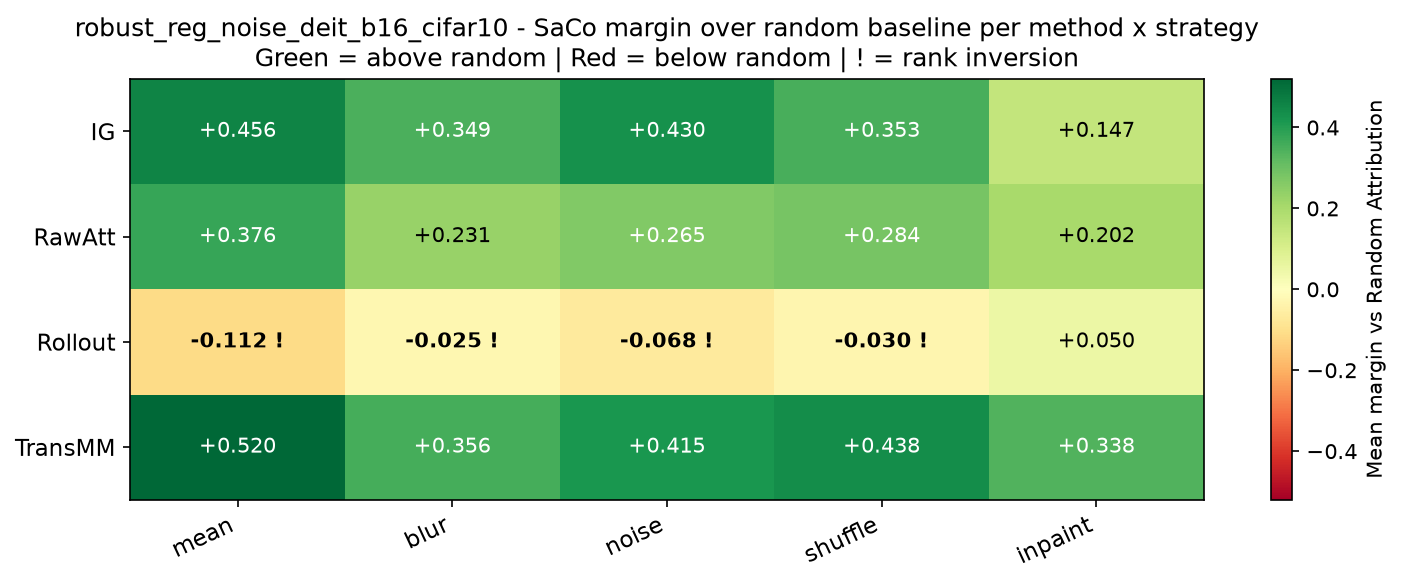 robust_reg_noise_deit_b16_cifar10 - SaCo margin over random baseline per method x strategy
Green = above random | Red = below random | ! = rank inversion
IG
+0.456
+0.349
+0.430
+0.353
+0.147
RawAtt
+0.376
+0.231
+0.265
+0.284
+0.202
Rollout
-0.112 !
-0.025 !
-0.068 !
-0.030 !
+0.050
TransMM
+0.520
+0.356
+0.415
+0.438
+0.338
mean
blur
noise
shuffle
inpaint
0.4
0.2
0.0
−0.2
−0.4
Mean margin vs Random Attribution